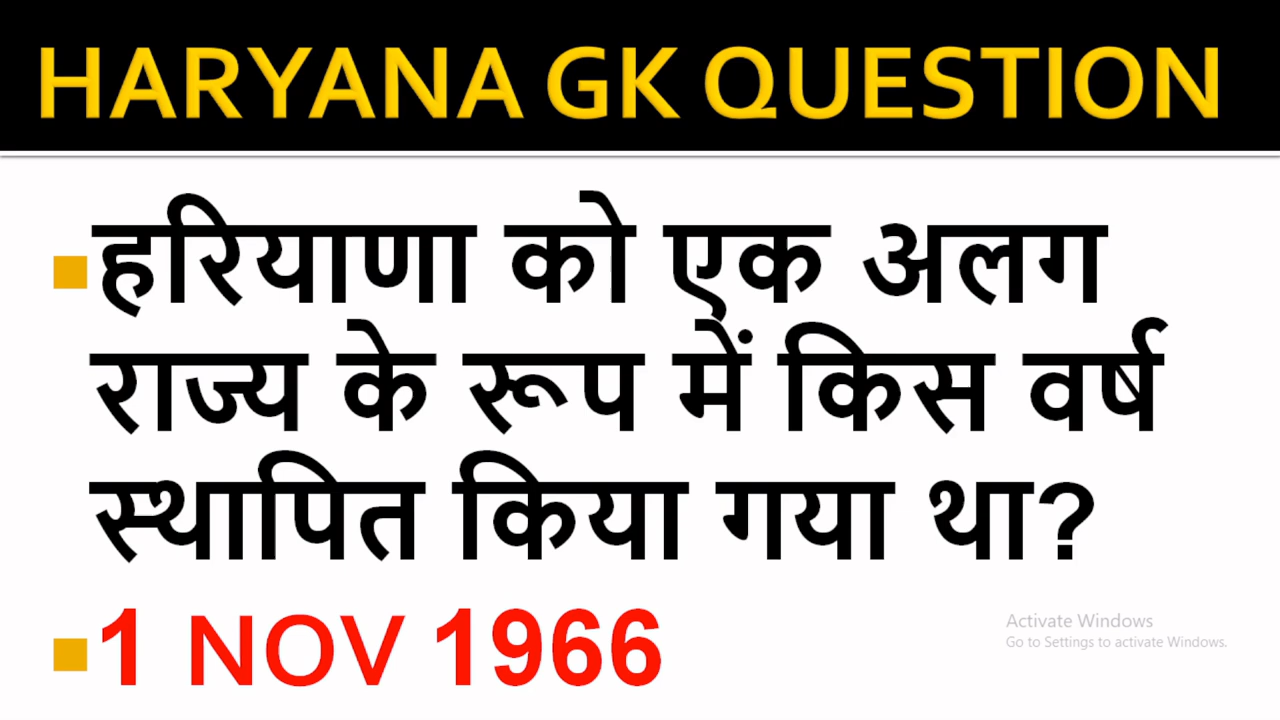 HARYANA GK QUESTION
हरियाणा को एक अलग
राज्य के रूप में किस वर्ष
स्थापित किया गया था?
1 NOV 1966
Activate Windows
Go to Settings to activate Windows.